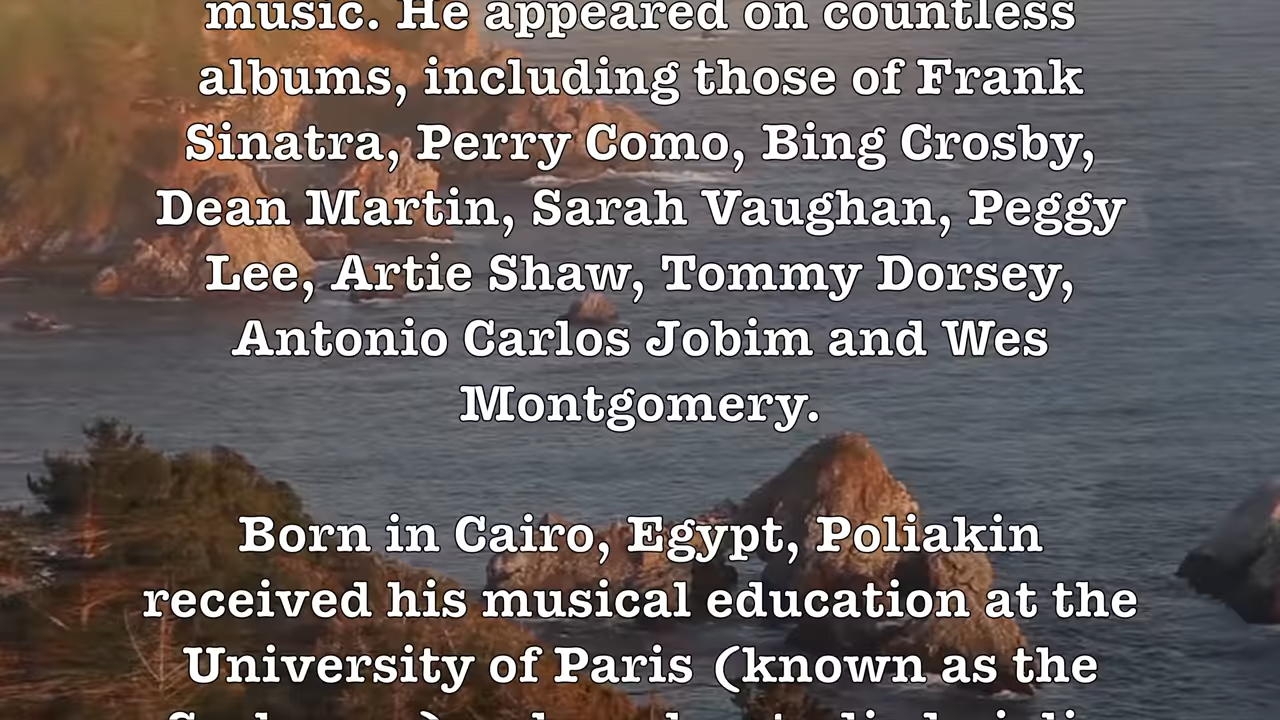 music. He appeared on countless
albums, including those of Frank
Sinatra, Perry Como, Bing Crosby,
Dean Martin, Sarah Vaughan, Peggy
Lee, Artie Shaw, Tommy Dorsey,
Antonio Carlos Jobim and Wes
Montgomery.
Born in Cairo, Egypt, Poliakin
received his musical education at the
University of Paris (known as the